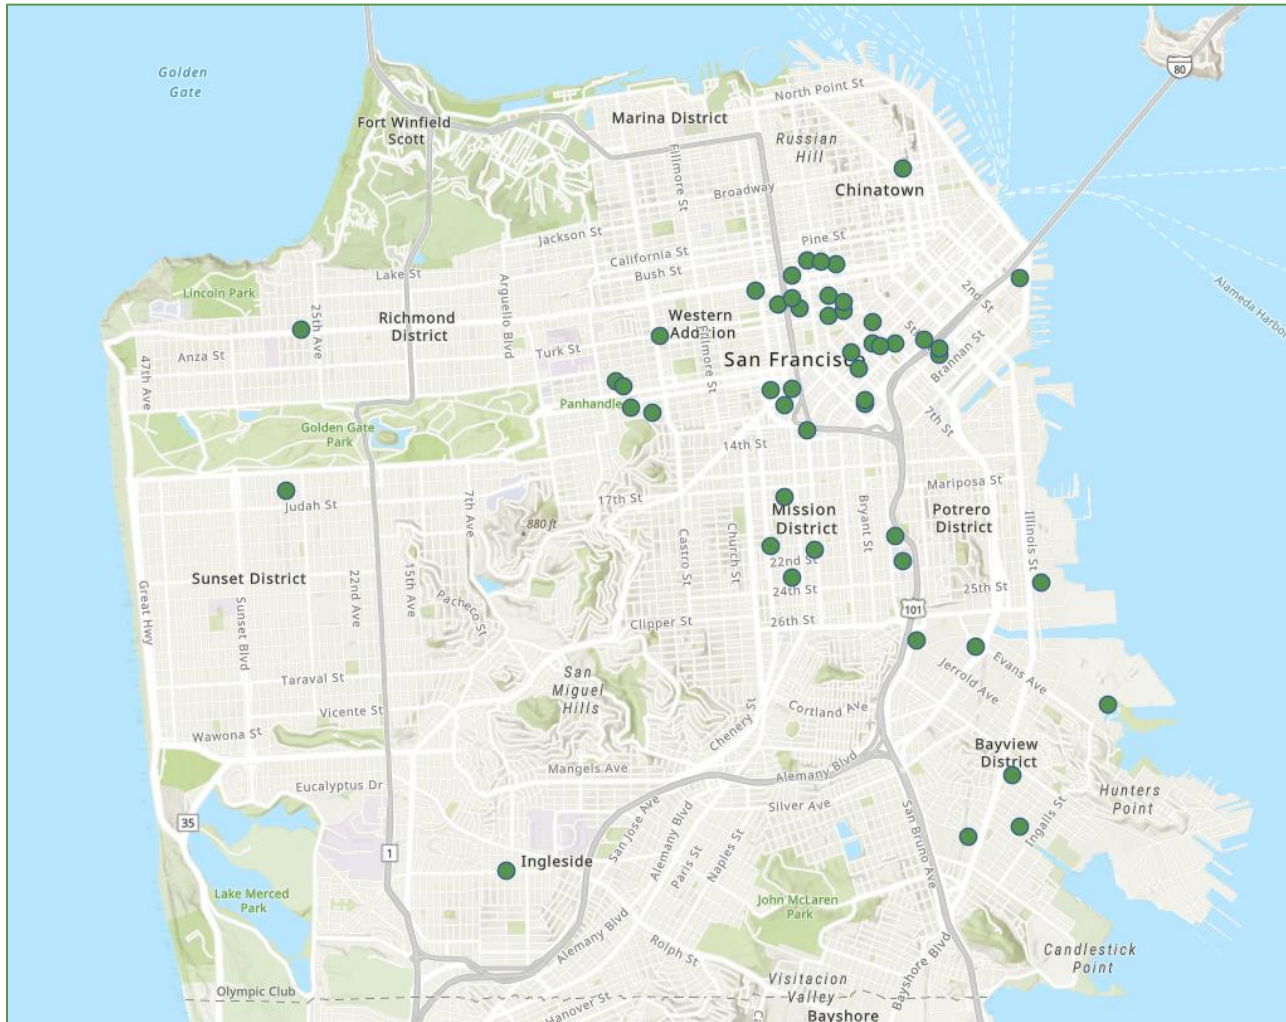 Golden
Gate
80
North Point St
Marina District
Fort Winfield
Scott
Russian
Hill
Fillmore St
Broadway
Chinatown
Jackson St
Pine St
California St
Bush St
Lake St
Arguello Blvd
Lincoln Park
25th Ave
Richmond
District
Western
Addition
2nd St
Alameda Harbor
Anza St
Turk St
Fillmore St
San Francisco
5th
Brannan St
47th Ave
Panhandle
Golden Gate
Park
7th St
14th St
Judah St
7th Ave
17th St
880 ft
Mission
District
Bryant St
Mariposa St
Potrero
District
Illinois St
Church St
Castro St
Sunset District
22nd Ave
15th Ave
22nd St
24th St
25th St
Great Hwy
Sunset Blvd
Pacheco St
Clipper St
26th St
101
Taraval St
San
Miguel
Hills
Evans Ave
Jerrold Ave
Vicente St
Cortland Ave
Wawona St
Chenery St
Bayview
District
Mangels Ave
Alemany Blvd
Eucalyptus Dr
Silver Ave
Hunters
Point
35
San Jose Ave
Alemany Blvd
Paris St
Naples St
San Bruno Ave
Ingalls St
1
Ingleside
Lake Merced
Park
John McLaren
Park
Alemany Blvd
Rolph St
Bayshore Blvd
Candlestick
Point
Olympic Club
Visitacion
Valley
Hanover St
Bayshore